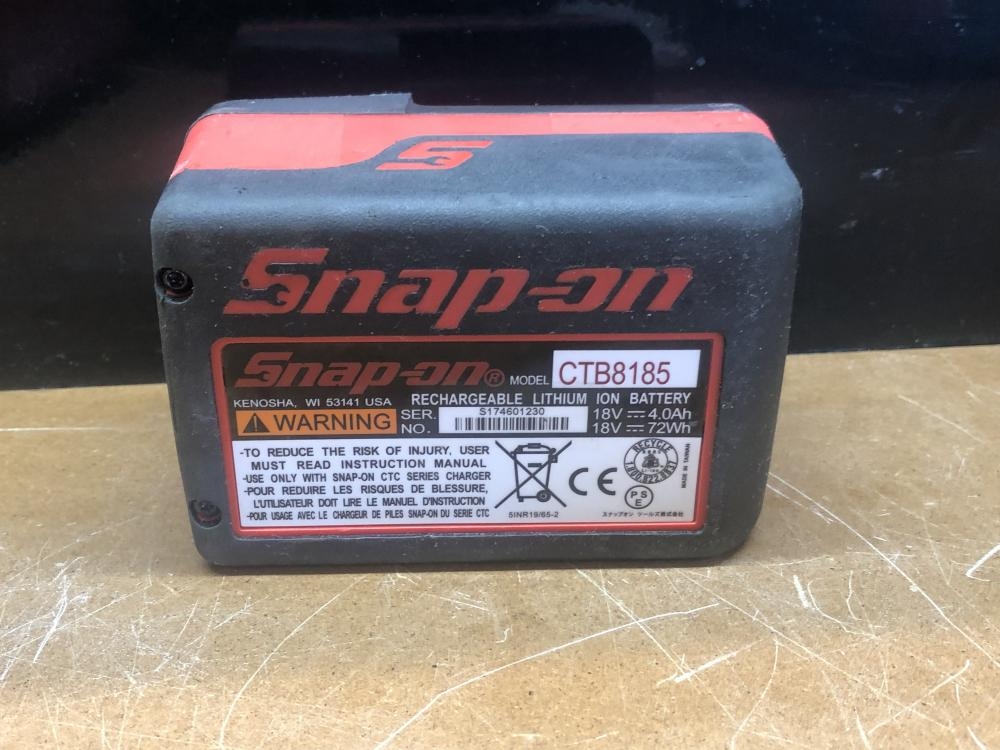 Snap-on
Snap-on® MODEL CTB8185
KENOSHA, WI 53141 USA
RECHARGEABLE LITHIUM ION BATTERY
WARNING
SER. NO. S174601230
18V ⎓ 4.0Ah
18V ⎓ 72Wh
-TO REDUCE THE RISK OF INJURY, USER
MUST READ INSTRUCTION MANUAL
-USE ONLY WITH SNAP-ON CTC SERIES CHARGER
-POUR REDUIRE LES RISQUES DE BLESSURE,
L'UTILISATEUR DOIT LIRE LE MANUEL D'INSTRUCTION
-POUR USAGE AVEC LE CHARGEUR DE PILES SNAP-ON DU SERIE CTC
5INR19/65-2
CE
RECYCLE
1.800.822.8837
PSE
スナップオン ツールズ株式会社
MADE IN TAIWAN